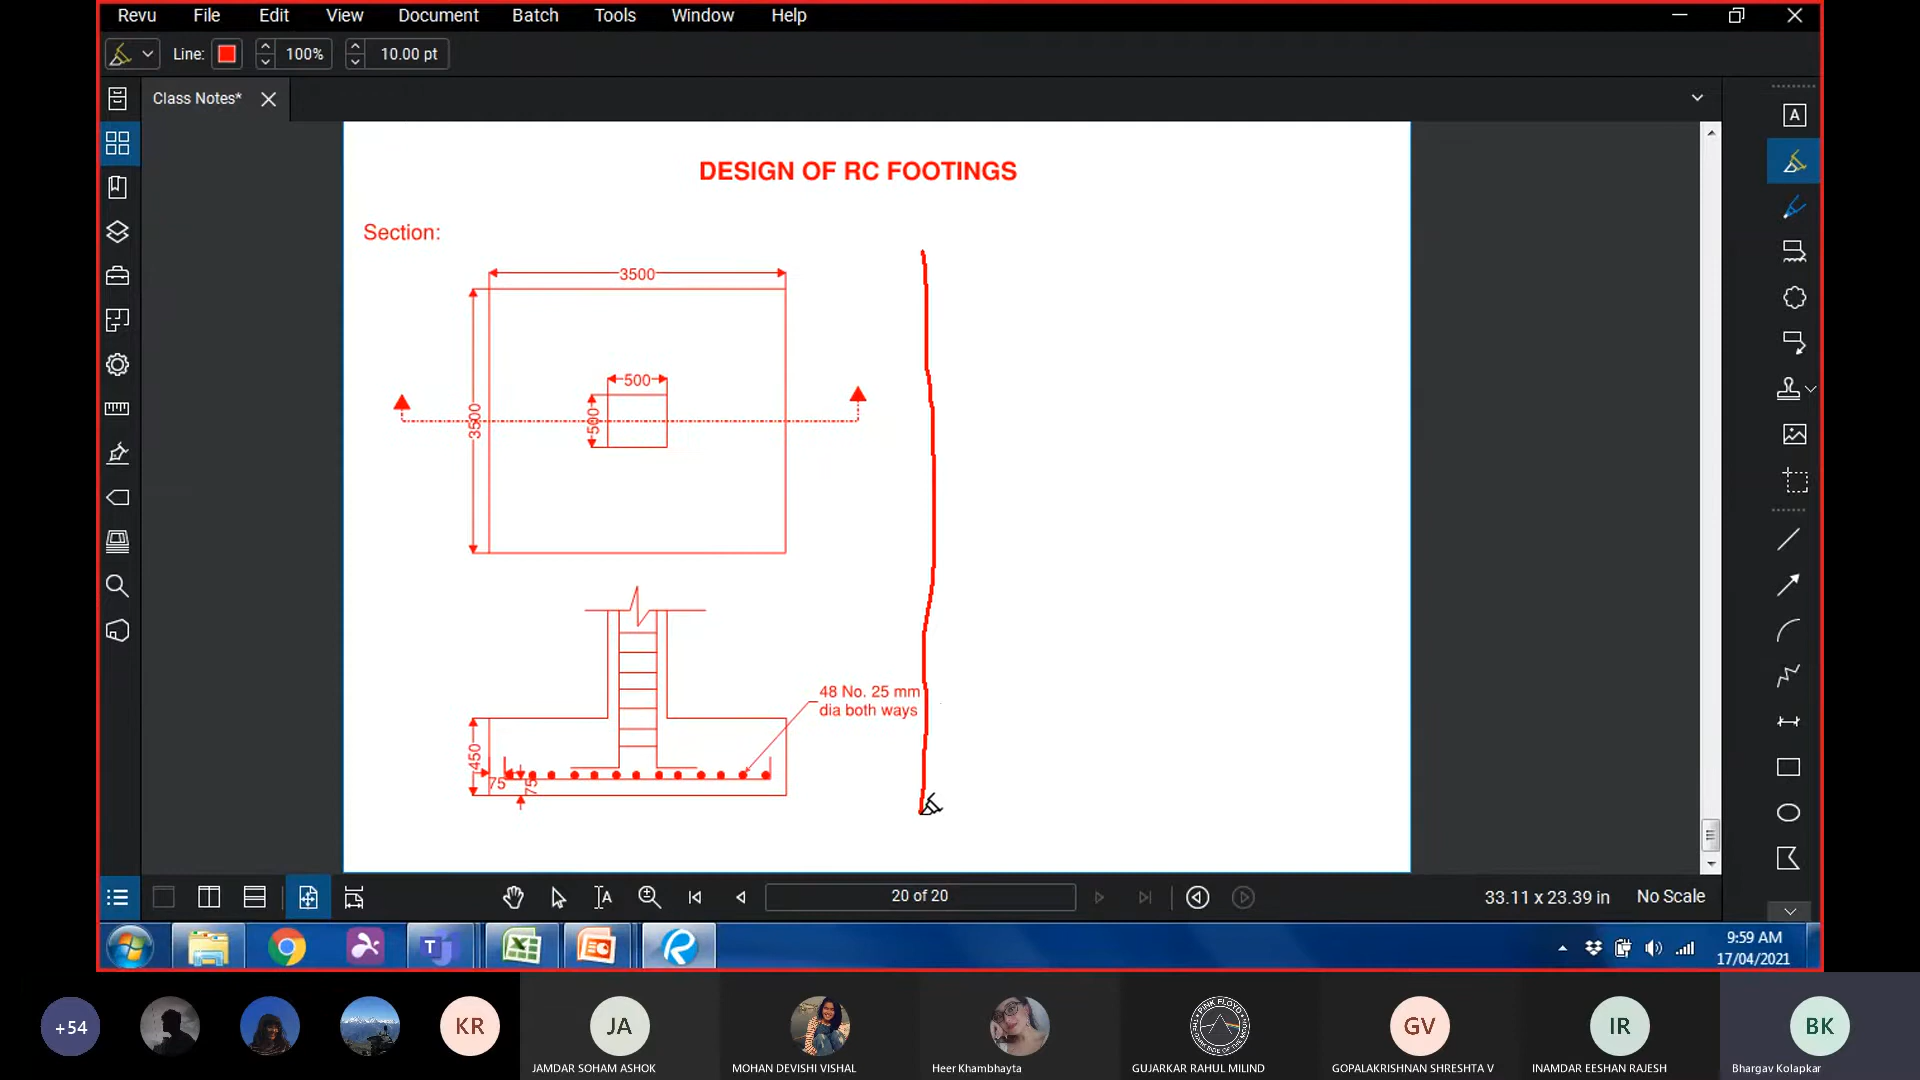 Revu File Edit View Document Batch Tools Window Help
Line: 100% 10.00 pt
Class Notes*
DESIGN OF RC FOOTINGS
Section:
3500
3500
500
500
48 No. 25 mm
dia both ways
450
75
75
20 of 20
33.11 x 23.39 in No Scale
9:59 AM
17/04/2021
+54
KR
JA
GV
IR
BK
JAMDAR SOHAM ASHOK
MOHAN DEVISHI VISHAL
Heer Khambhayta
GUJARKAR RAHUL MILIND
GOPALAKRISHNAN SHRESHTA V
INAMDAR EESHAN RAJESH
Bhargav Kolapkar